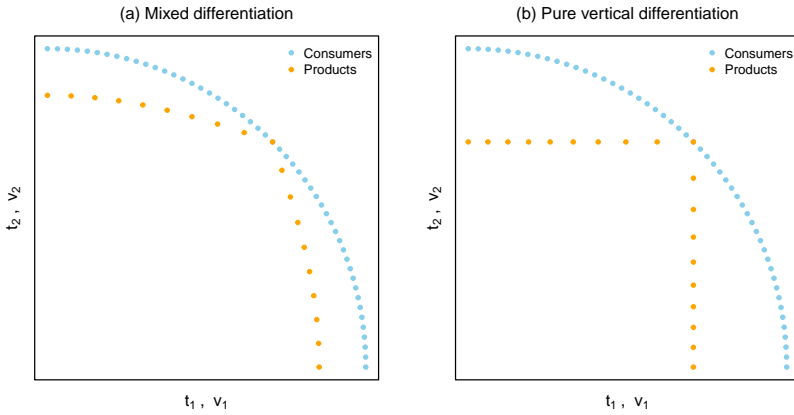 (a) Mixed differentiation
Consumers
Products
t₂ , v₂
t₁ , v₁
(b) Pure vertical differentiation
Consumers
Products
t₂ , v₂
t₁ , v₁